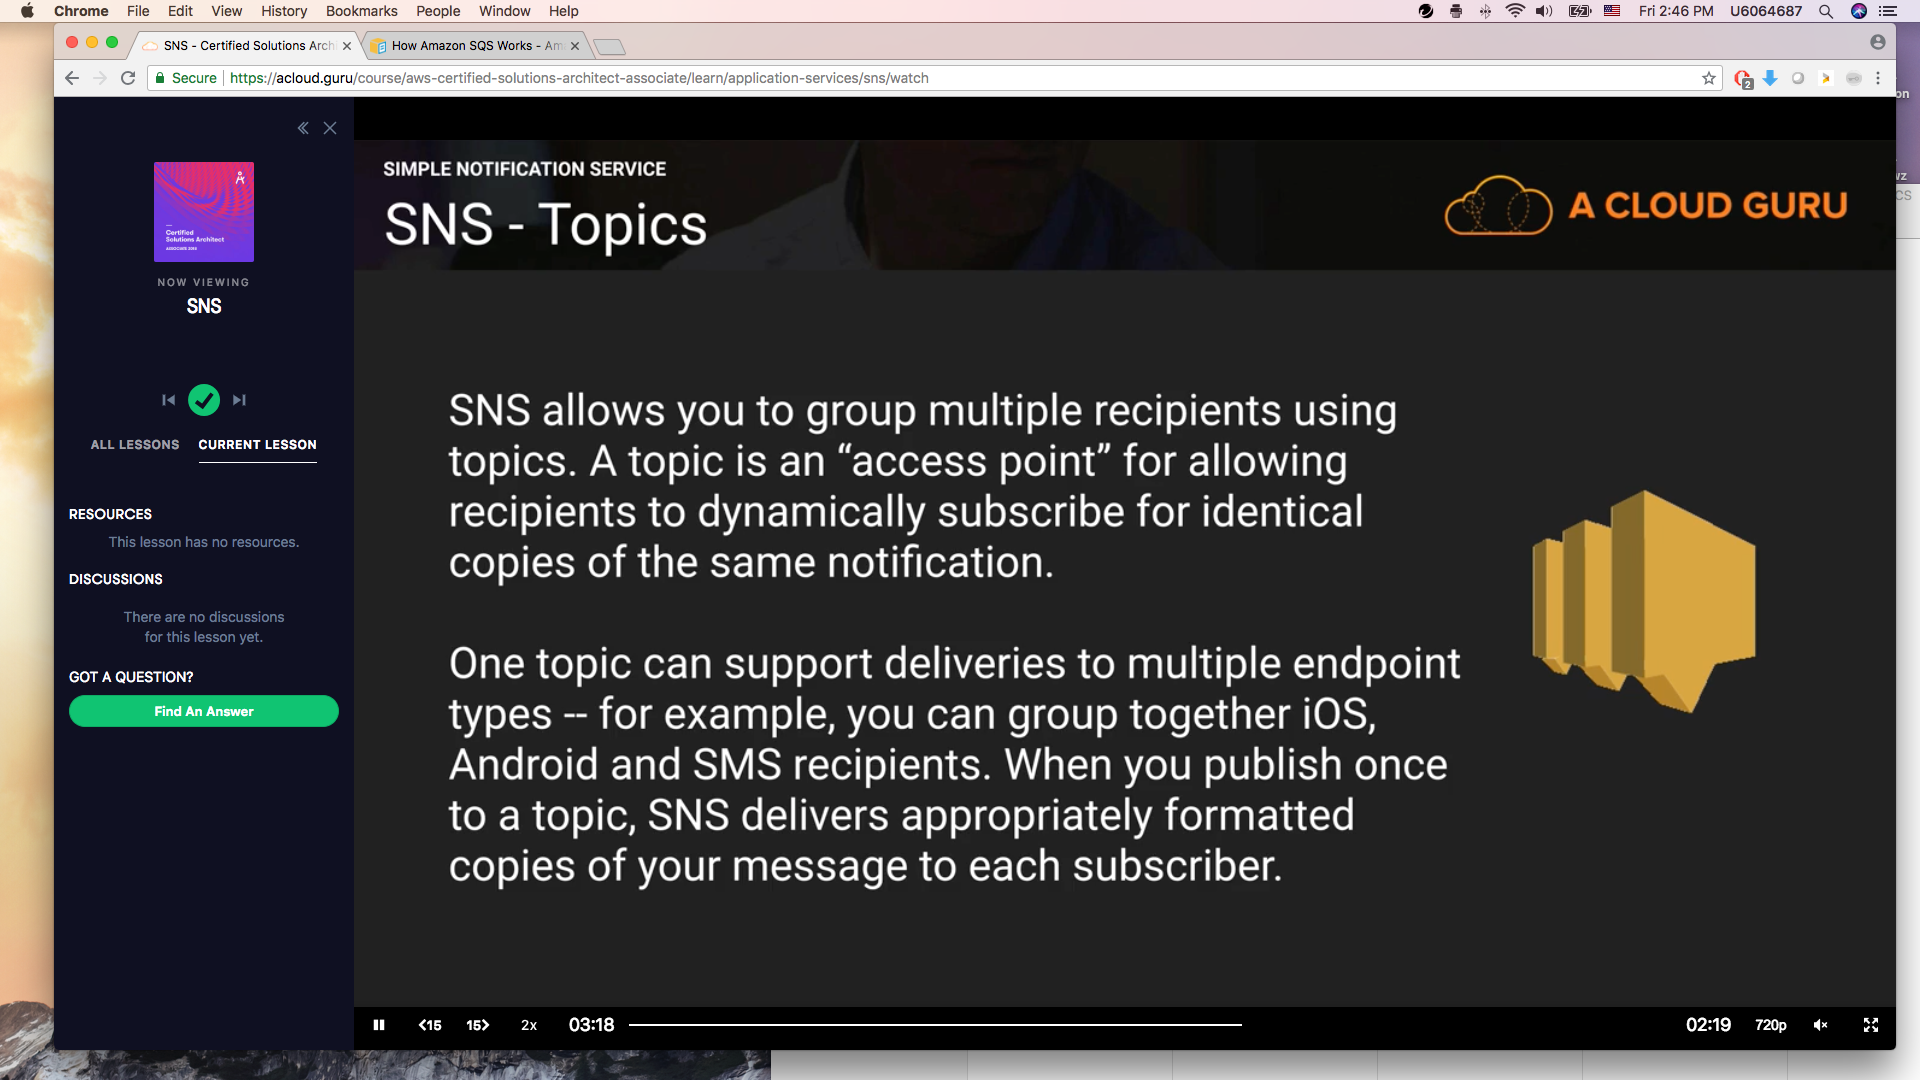 Chrome File Edit View History Bookmarks People Window Help
Fri 2:46 PM U6064687
SNS - Certified Solutions Archi
How Amazon SQS Works - Am
Secure https://acloud.guru/course/aws-certified-solutions-architect-associate/learn/application-services/sns/watch
2
on
wz
CS
Certified
Solutions Architect
NOW VIEWING
SNS
ALL LESSONS CURRENT LESSON
RESOURCES
This lesson has no resources.
DISCUSSIONS
There are no discussions
for this lesson yet.
GOT A QUESTION?
Find An Answer
SIMPLE NOTIFICATION SERVICE
SNS - Topics
A CLOUD GURU
SNS allows you to group multiple recipients using
topics. A topic is an “access point” for allowing
recipients to dynamically subscribe for identical
copies of the same notification.
One topic can support deliveries to multiple endpoint
types -- for example, you can group together iOS,
Android and SMS recipients. When you publish once
to a topic, SNS delivers appropriately formatted
copies of your message to each subscriber.
<15 15> 2x 03:18 02:19 720p